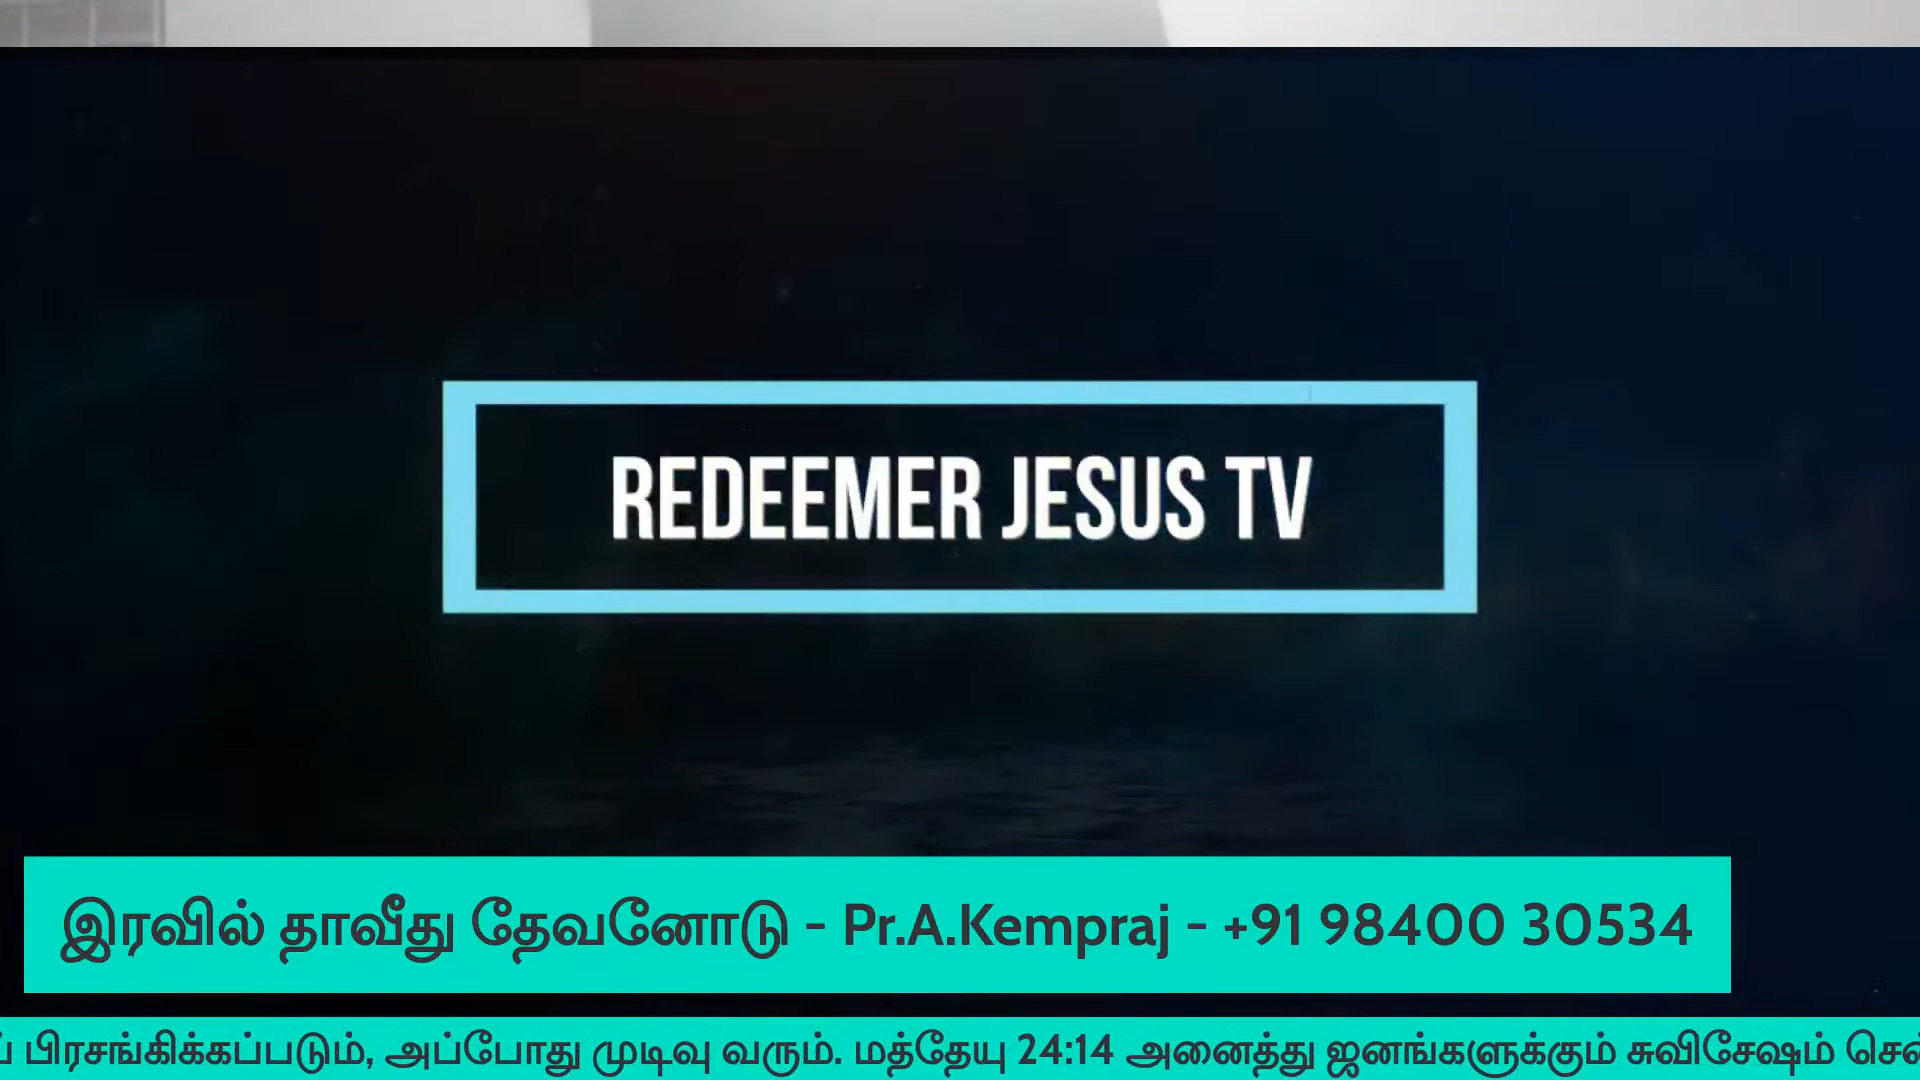 REDEEMER JESUS TV
இரவில் தாவீது தேவனோடு - Pr.A.Kempraj - +91 98400 30534
பிரசங்கிக்கப்படும், அப்போது முடிவு வரும். மத்தேயு 24:14 அனைத்து ஜனங்களுக்கும் சுவிசேஷம்